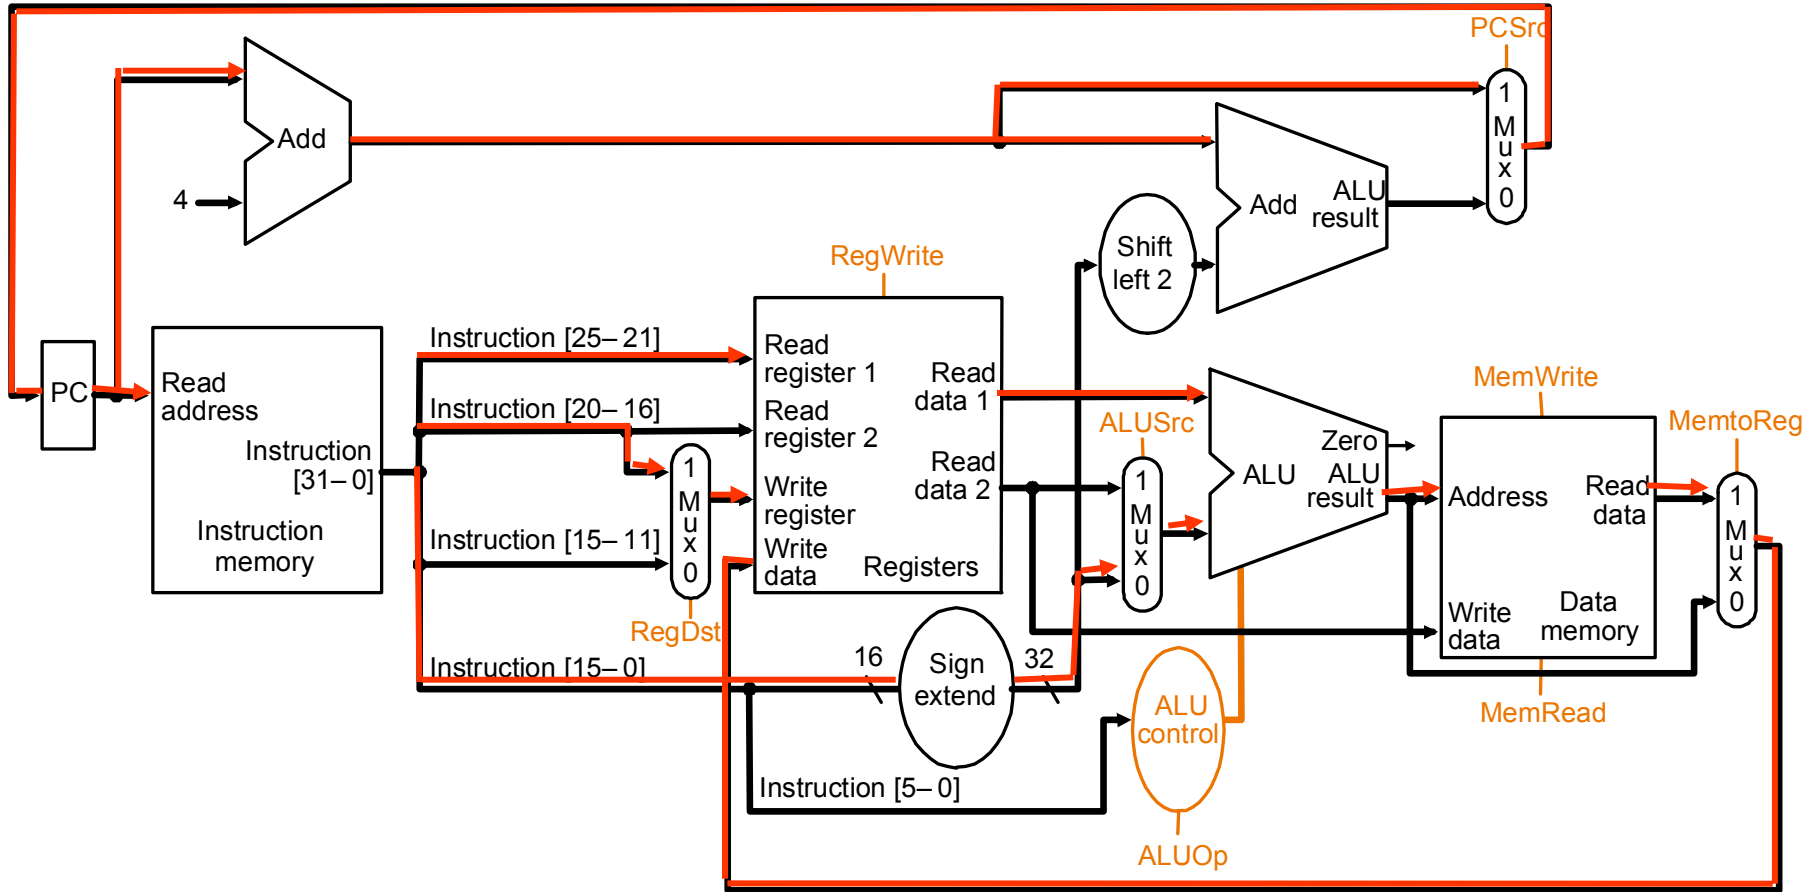 PCSrc
1
M
u
x
0
Add
4
Add
ALU
result
Shift
left 2
RegWrite
PC
Read
address
Instruction
[31– 0]
Instruction
memory
Instruction [25– 21]
Instruction [20– 16]
Instruction [15– 11]
Instruction [15– 0]
Instruction [5– 0]
1
M
u
x
0
RegDst
Read
register 1
Read
register 2
Write
register
Write
data
Read
data 1
Read
data 2
Registers
16
Sign
extend
32
ALUSrc
1
M
u
x
0
Zero
ALU
ALU
result
ALU
control
ALUOp
MemWrite
Address
Read
data
Write
data
Data
memory
MemRead
MemtoReg
1
M
u
x
0